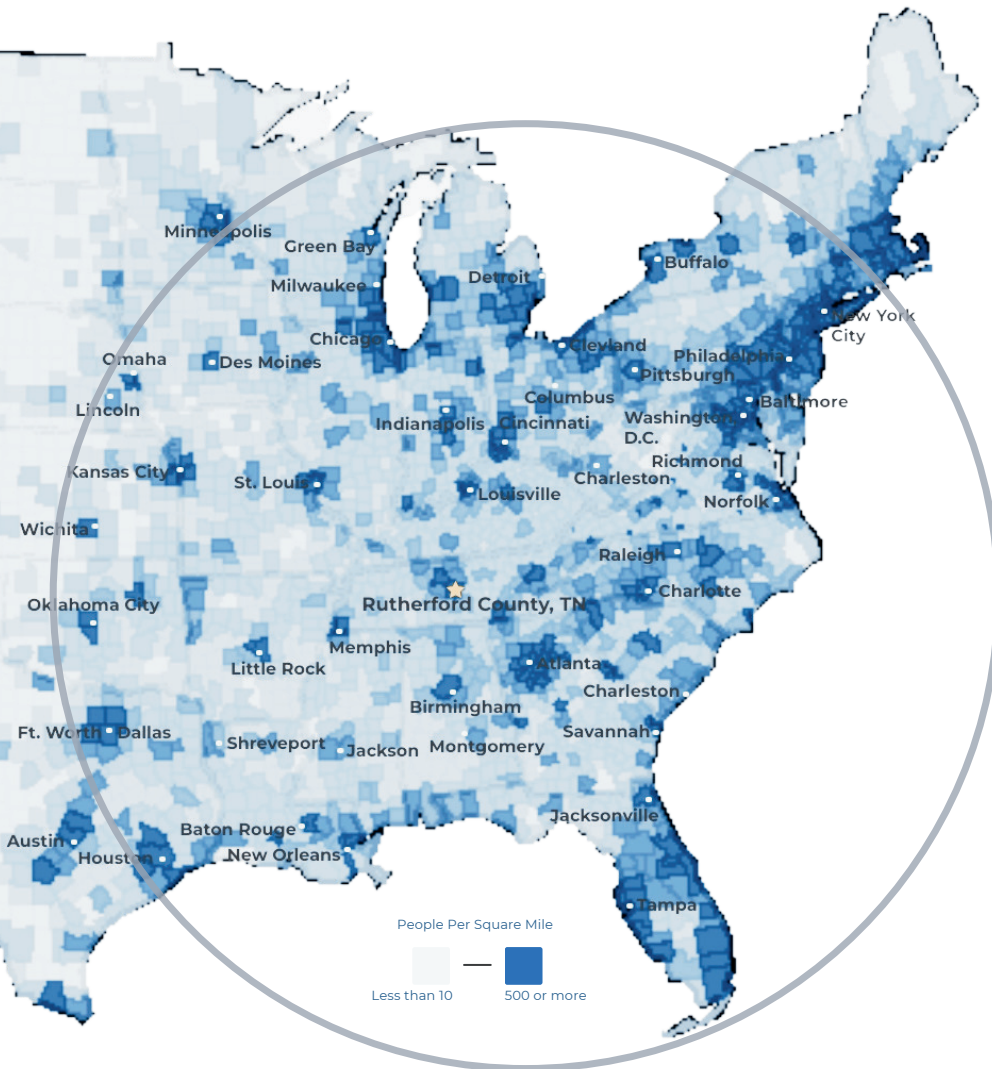 Minneapolis
Green Bay
Buffalo
Detroit
Milwaukee
New York
City
Chicago
Clevland
Philadelphia
Omaha
Des Moines
Pittsburgh
Columbus
Baltimore
Lincoln
Indianapolis
Cincinnati
Washington
D.C.
Richmond
Kansas City
St. Louis
Charleston
Louisville
Norfolk
Wichita
Raleigh
Oklahoma City
Rutherford County, TN
Charlotte
Memphis
Little Rock
Atlanta
Charleston
Birmingham
Ft. Worth
Dallas
Shreveport
Jackson
Montgomery
Savannah
Jacksonville
Baton Rouge
Austin
Houston
New Orleans
Tampa
People Per Square Mile
Less than 10
500 or more